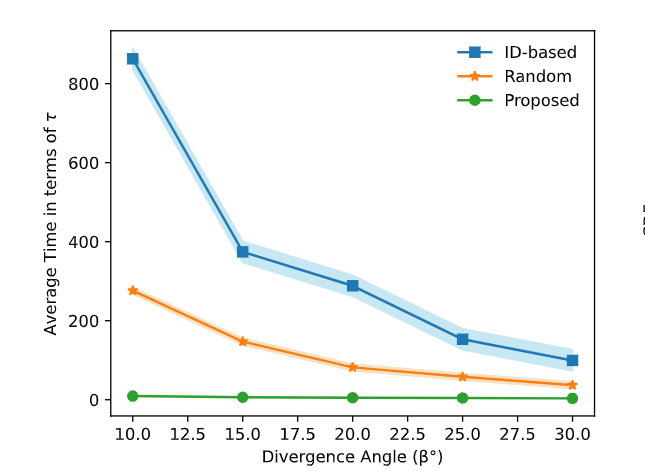 ID-based
Random
Proposed
Average Time in terms of τ
800
600
400
200
0
10.0 12.5 15.0 17.5 20.0 22.5 25.0 27.5 30.0
Divergence Angle (β°)